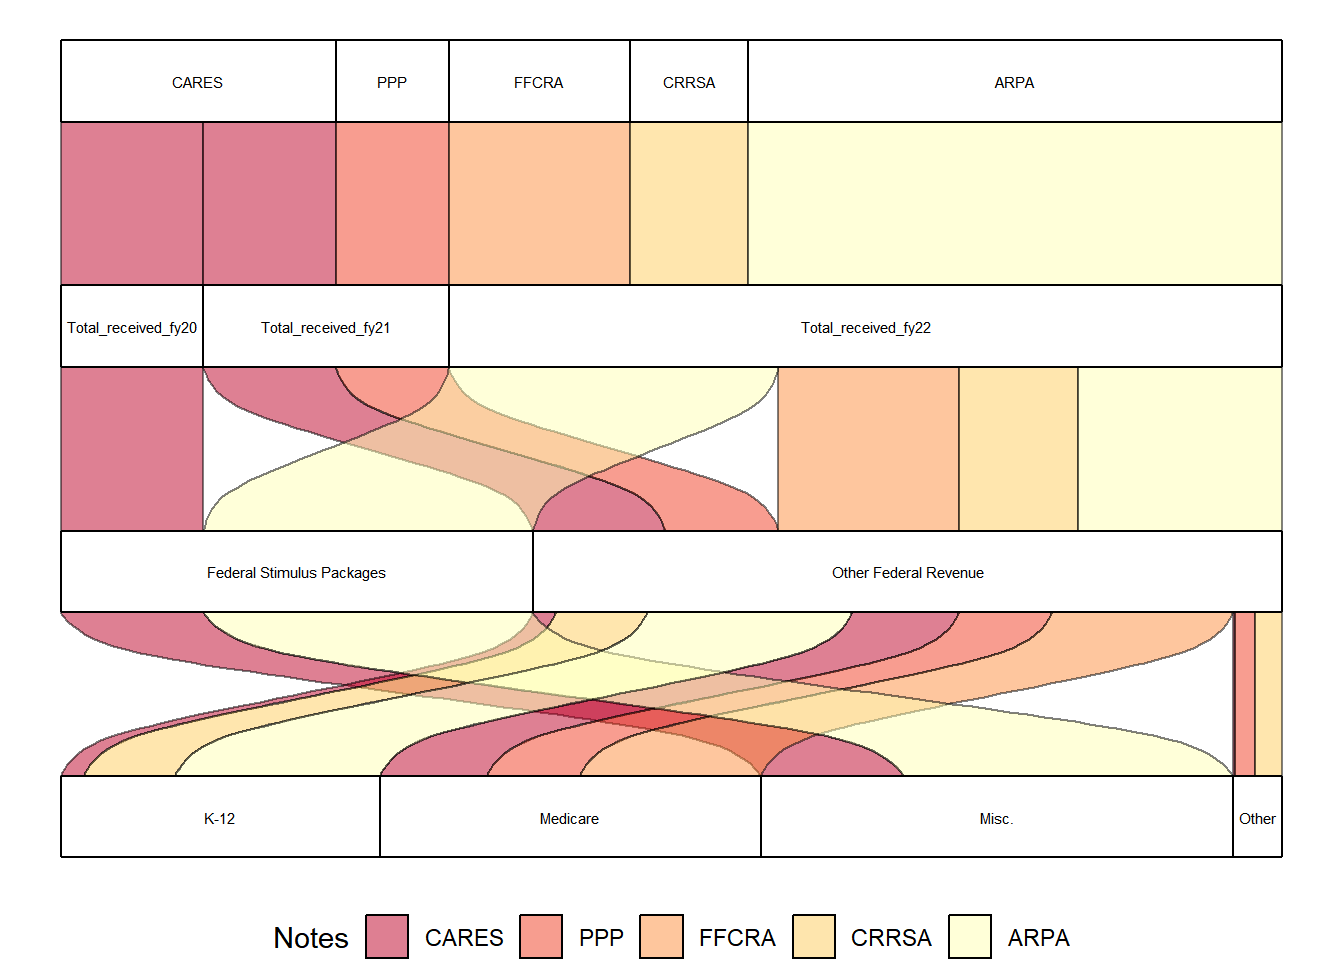 CARES PPP FFCRA CRRSA ARPA
Total_received_fy20 Total_received_fy21 Total_received_fy22
Federal Stimulus Packages Other Federal Revenue
K-12 Medicare Misc. Other
Notes CARES PPP FFCRA CRRSA ARPA